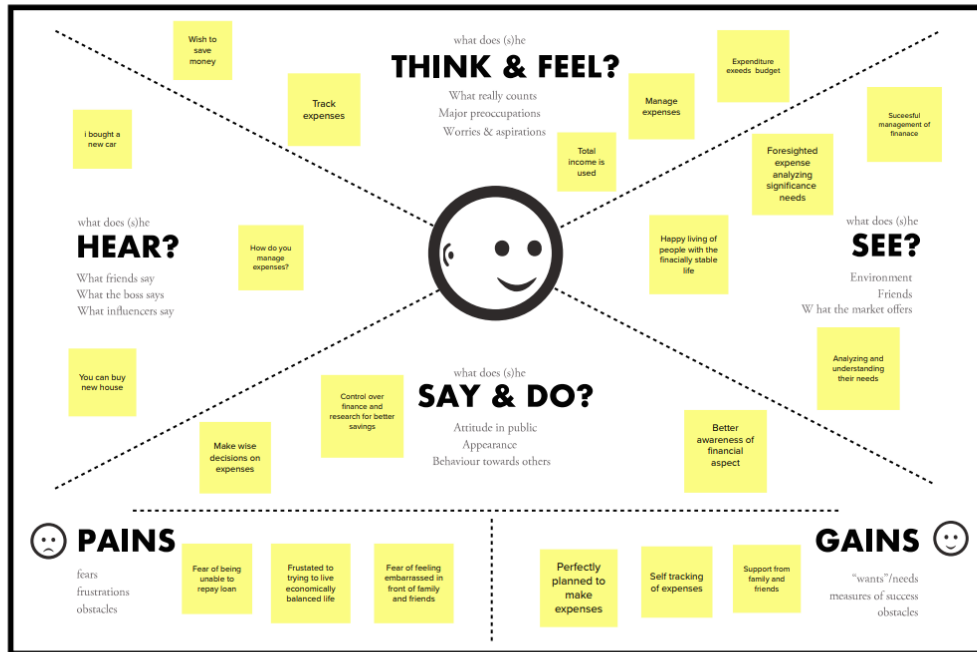 what does (s)he
THINK & FEEL?
What really counts
Major preoccupations
Worries & aspirations
Wish to
save
money
Track
expenses
Total
income is
used
Manage
expenses
Expenditure
exeeds budget
what does (s)he
HEAR?
What friends say
What the boss says
What influencers say
i bought a
new car
How do you
manage
expenses?
You can buy
new house
what does (s)he
SEE?
Environment
Friends
W hat the market offers
Suceesful
management of
finanace
Foresighted
expense
analyzing
significance
needs
Happy living of
people with the
finacially stable
life
Analyzing and
understanding
their needs
what does (s)he
SAY & DO?
Attitude in public
Appearance
Behaviour towards others
Control over
finance and
research for better
savings
Make wise
decisions on
expenses
Better
awareness of
financial
aspect
PAINS
fears
frustrations
obstacles
Fear of being
unable to
repay loan
Frustated to
trying to live
economically
balanced life
Fear of feeling
embarrassed in
front of family
and friends
GAINS
“wants”/needs
measures of success
obstacles
Perfectly
planned to
make
expenses
Self tracking
of expenses
Support from
family and
friends